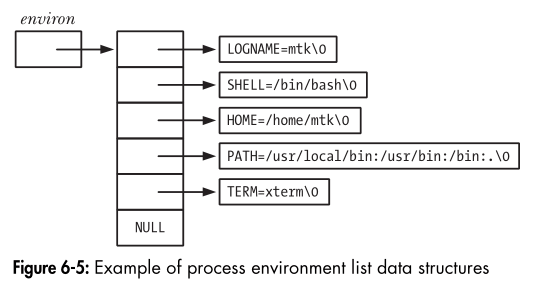 environ
LOGNAME=mtk\0
SHELL=/bin/bash\0
HOME=/home/mtk\0
PATH=/usr/local/bin:/usr/bin:/bin:.\0
TERM=xterm\0
NULL
Figure 6-5: Example of process environment list data structures